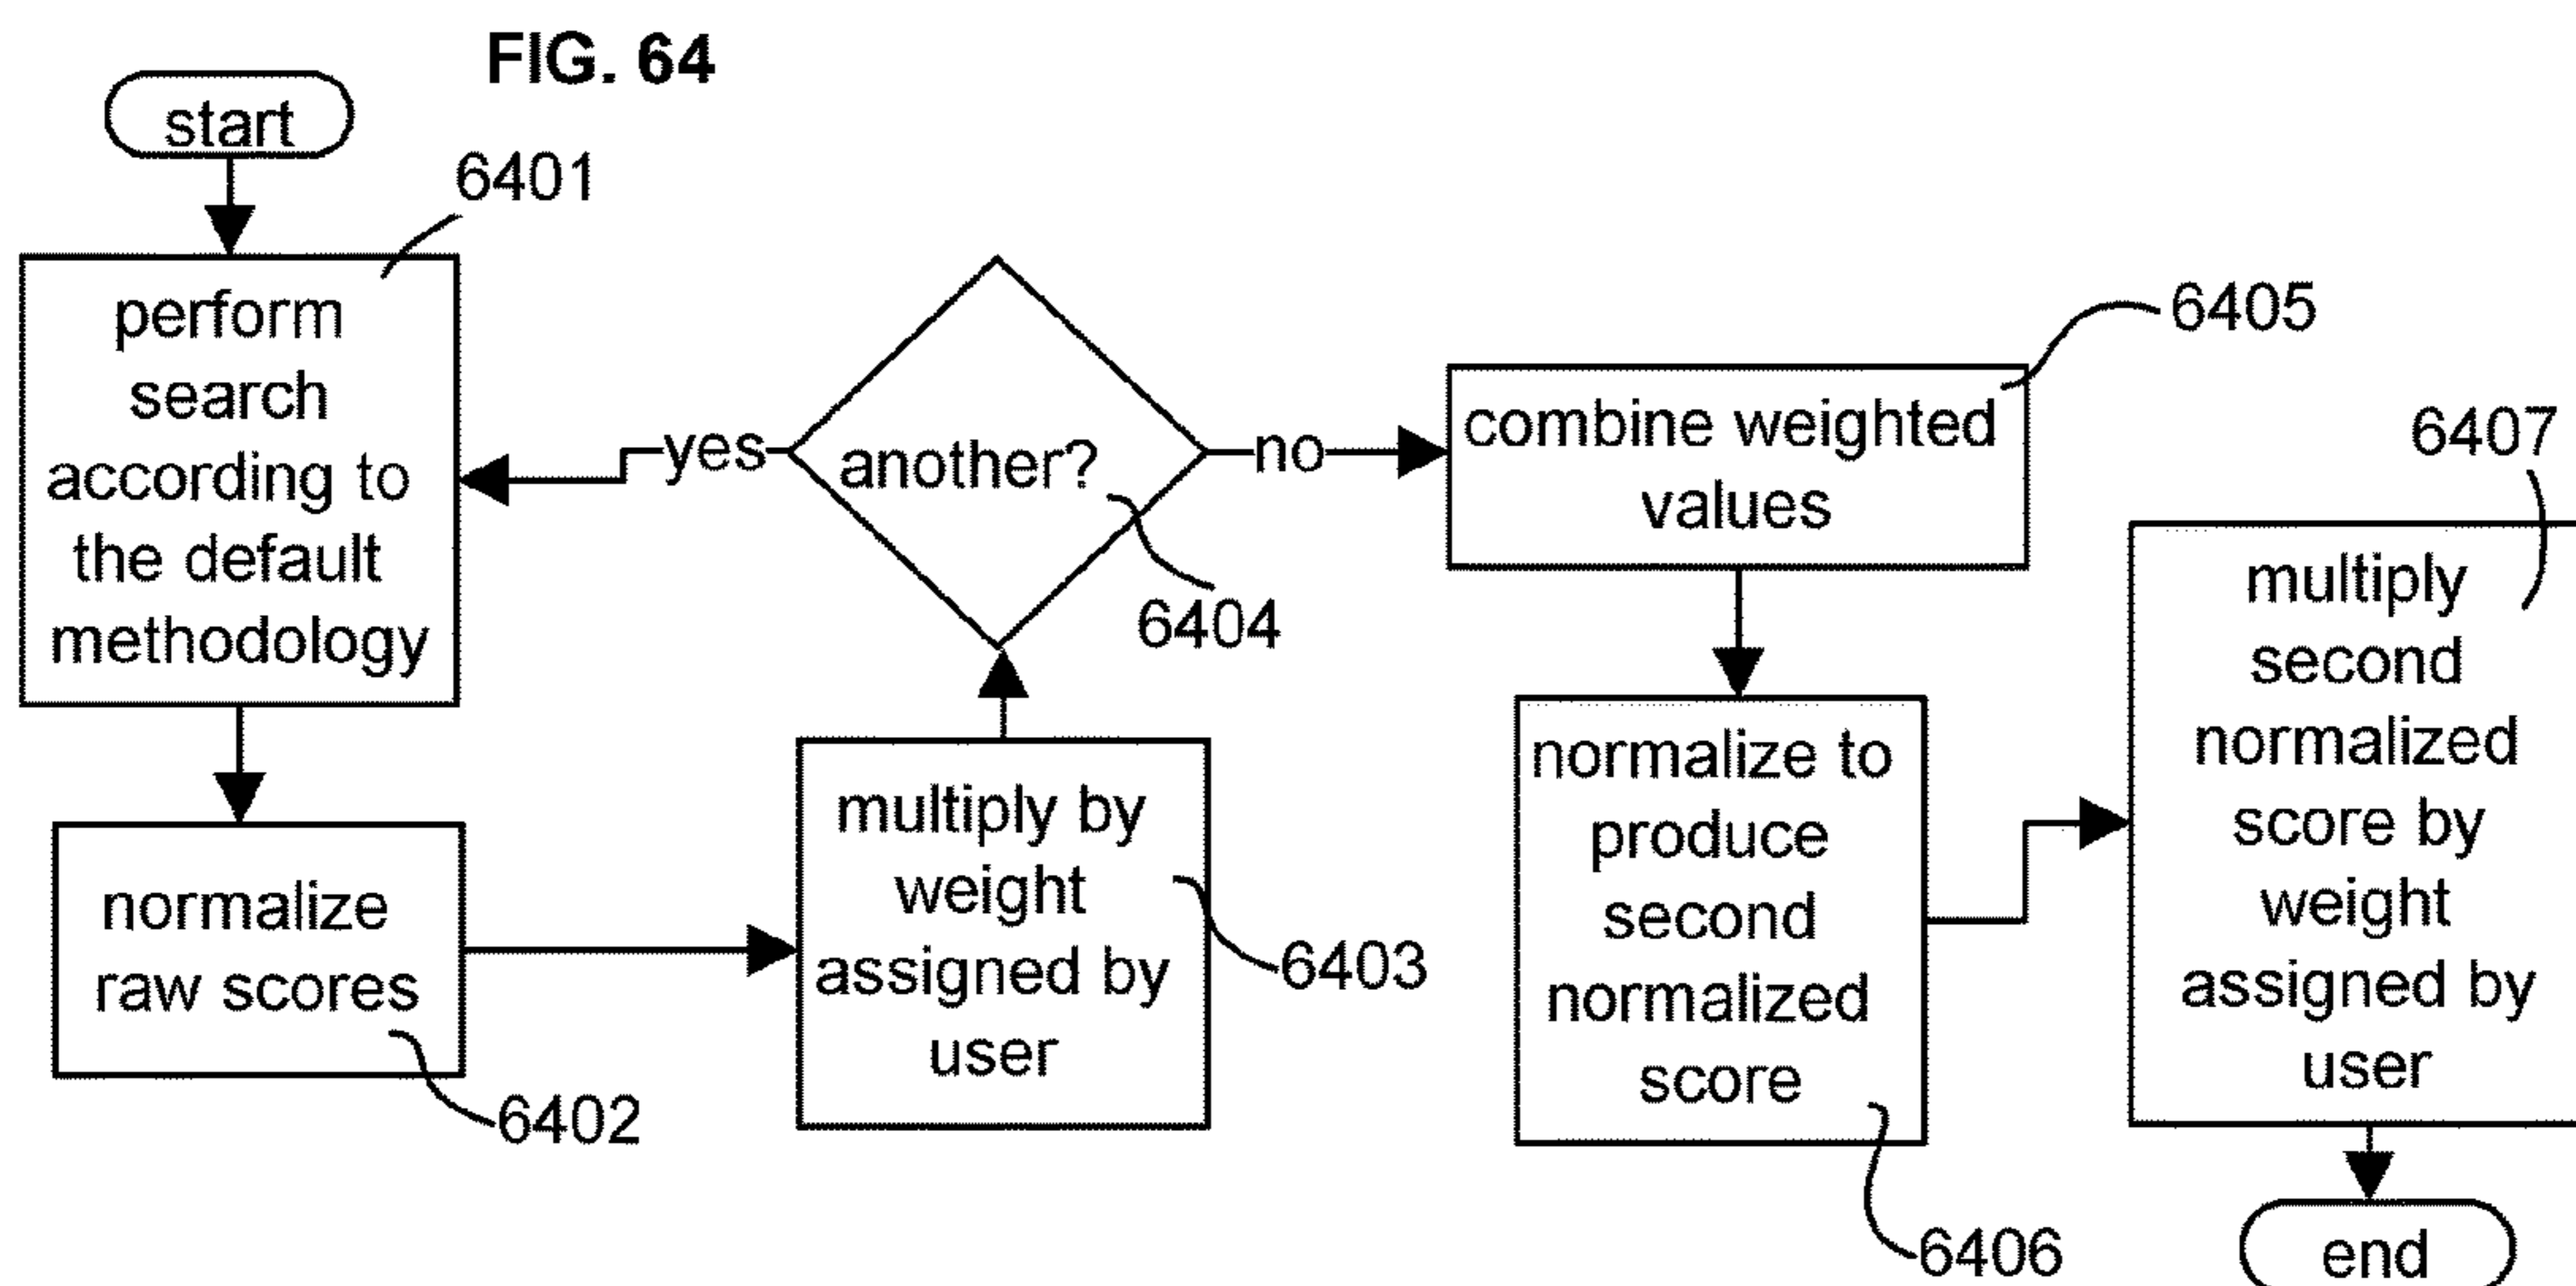 FIG. 64
start
6401
perform
search
according to
the default
methodology
normalize
raw scores
6402
multiply by
weight
assigned by
user
6403
another?
6404
yes
no
combine weighted
values
6405
normalize to
produce
second
normalized
score
6406
multiply
second
normalized
score by
weight
assigned by
user
6407
end